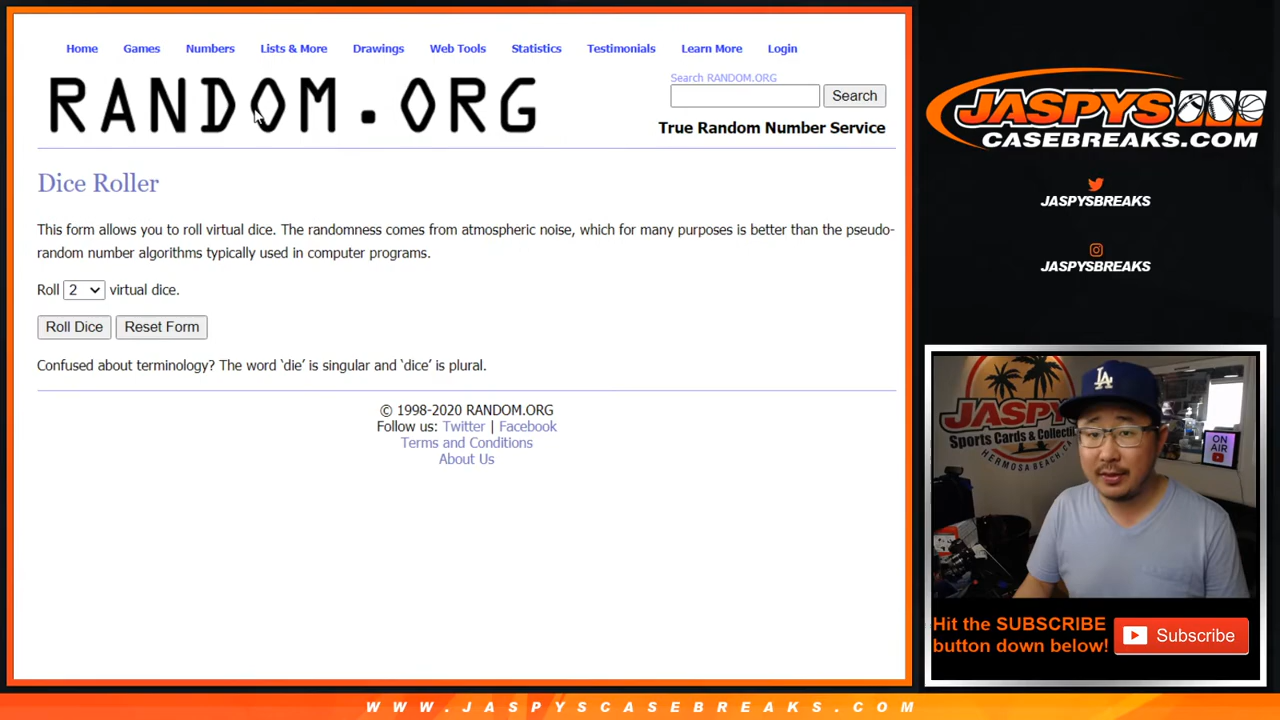 Home Games Numbers Lists & More Drawings Web Tools Statistics Testimonials Learn More Login
RANDOM.ORG
Search RANDOM.ORG
Search
True Random Number Service
Dice Roller
This form allows you to roll virtual dice. The randomness comes from atmospheric noise, which for many purposes is better than the pseudo-
random number algorithms typically used in computer programs.
Roll 2 virtual dice.
Roll Dice Reset Form
Confused about terminology? The word 'die' is singular and 'dice' is plural.
© 1998-2020 RANDOM.ORG
Follow us: Twitter | Facebook
Terms and Conditions
About Us
JASPYS
CASEBREAKS.COM
JASPYSBREAKS
JASPYSBREAKS
JASPYS
Sports Cards & Collecti
HERMOSA BEACH, CA
LA
ON
AIR
Hit the SUBSCRIBE
button down below!
Subscribe
WWW.JASPYSCASEBREAKS.COM